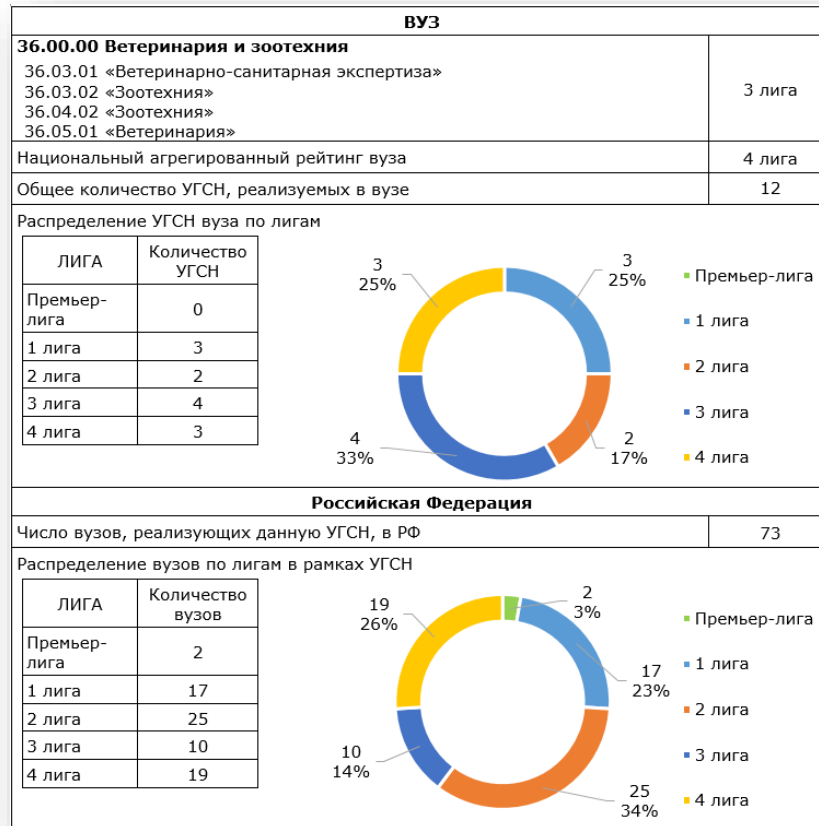 ВУЗ
36.00.00 Ветеринария и зоотехния
36.03.01 «Ветеринарно-санитарная экспертиза»
36.03.02 «Зоотехния»
36.04.02 «Зоотехния»
36.05.01 «Ветеринария»
3 лига
Национальный агрегированный рейтинг вуза 4 лига
Общее количество УГСН, реализуемых в вузе 12
Распределение УГСН вуза по лигам
ЛИГА Количество
УГСН
Премьер-
лига 0
1 лига 3
2 лига 2
3 лига 4
4 лига 3
3
25%
3
25%
4
33%
2
17%
Премьер-лига
1 лига
2 лига
3 лига
4 лига
Российская Федерация
Число вузов, реализующих данную УГСН, в РФ 73
Распределение вузов по лигам в рамках УГСН
ЛИГА Количество
вузов
Премьер-
лига 2
1 лига 17
2 лига 25
3 лига 10
4 лига 19
19
26%
2
3%
17
23%
10
14%
25
34%
Премьер-лига
1 лига
2 лига
3 лига
4 лига